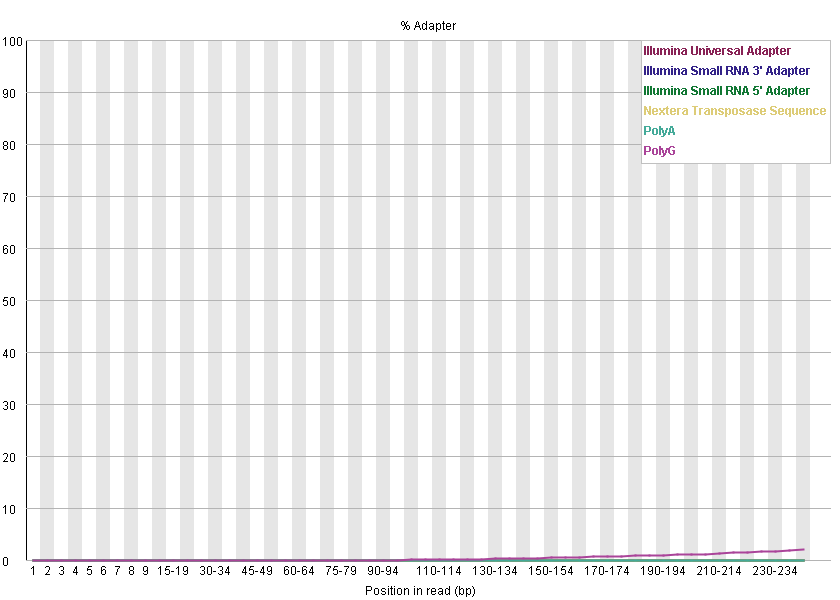 % Adapter
100
90
80
70
60
50
40
30
20
10
0
Illumina Universal Adapter
Illumina Small RNA 3' Adapter
Illumina Small RNA 5' Adapter
Nextera Transposase Sequence
PolyA
PolyG
1 2 3 4 5 6 7 8 9 15-19 30-34 45-49 60-64 75-79 90-94 110-114 130-134 150-154 170-174 190-194 210-214 230-234
Position in read (bp)